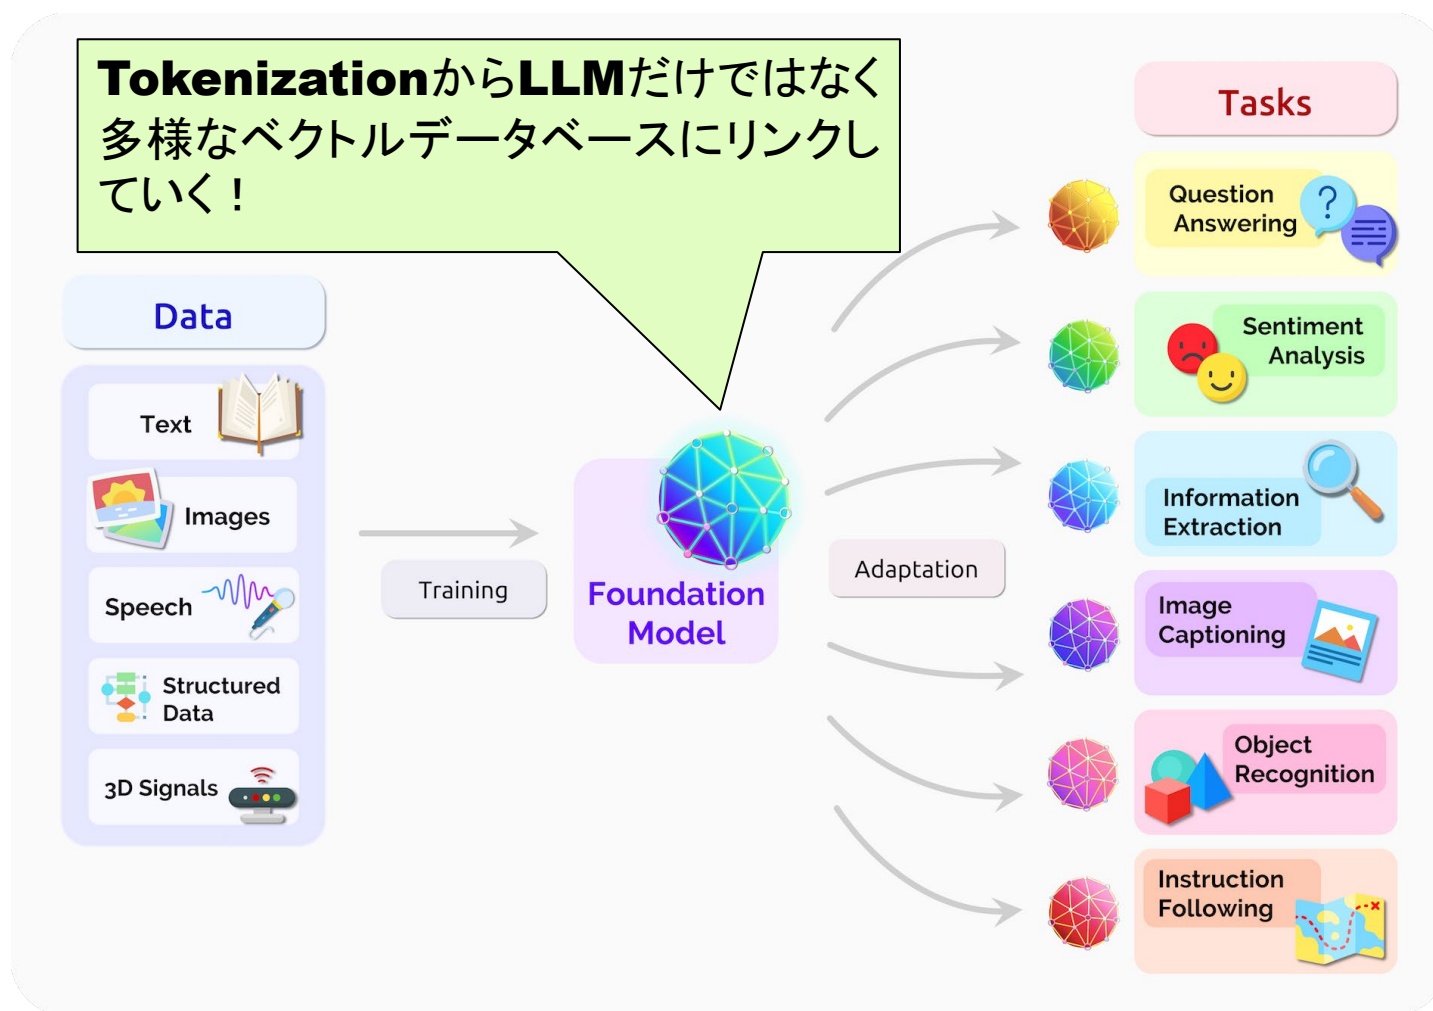 TokenizationからLLMだけではなく
多様なベクトルデータベースにリンクし
ていく！
Data
Text
Images
Speech
Structured
Data
3D Signals
Training
Foundation
Model
Adaptation
Tasks
Question
Answering
?
Sentiment
Analysis
Information
Extraction
Image
Captioning
Object
Recognition
Instruction
Following